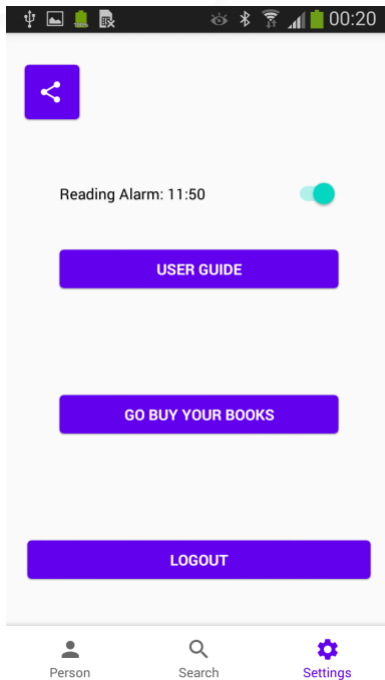 00:20
Reading Alarm: 11:50
USER GUIDE
GO BUY YOUR BOOKS
LOGOUT
Person Search Settings